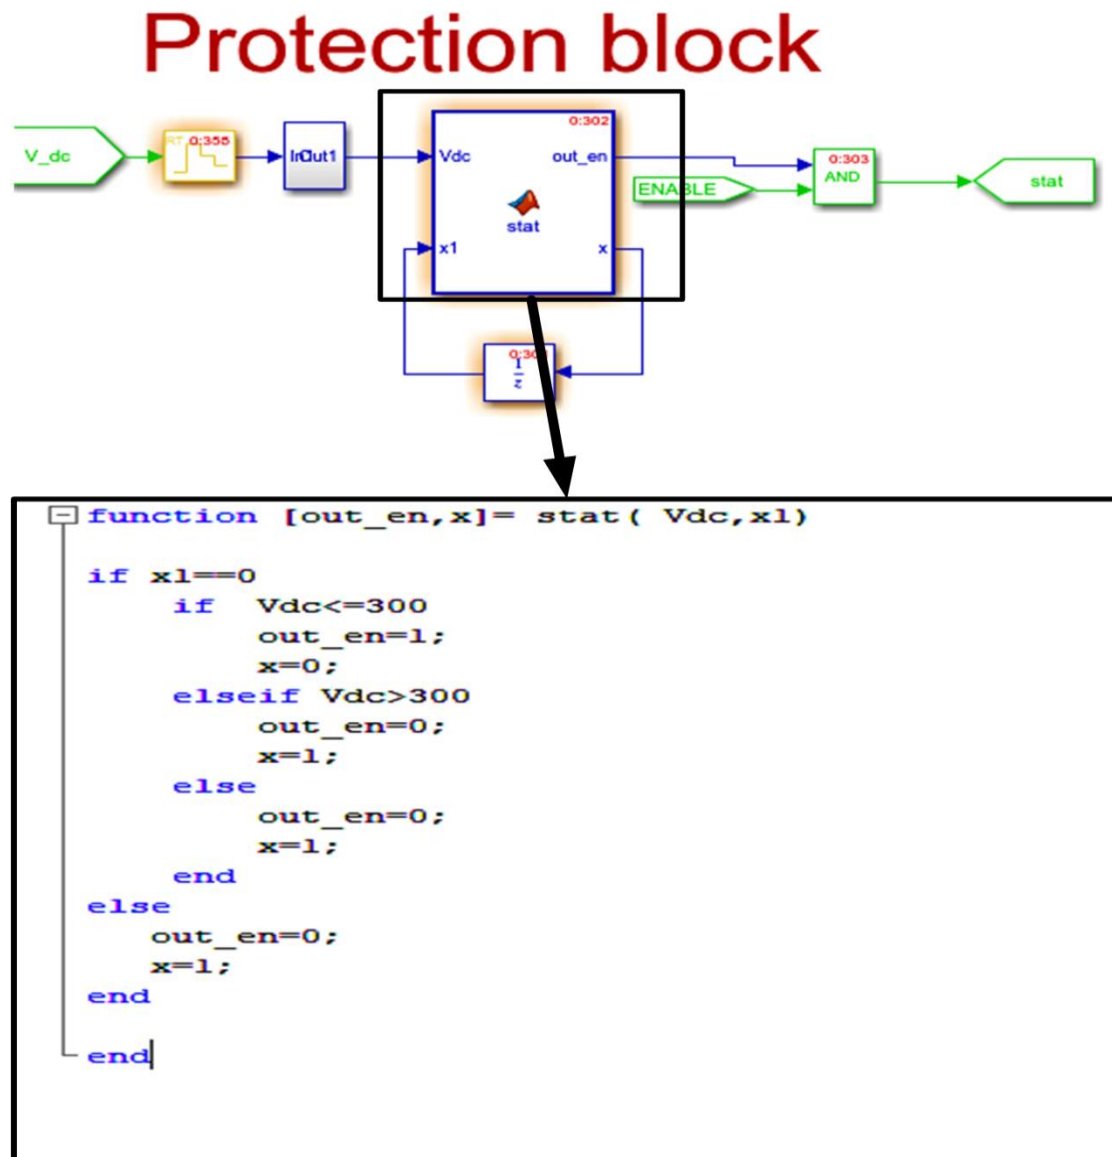 Protection block
V_dc
RT 0:355
In1 Out1
0:302
Vdc
out_en
stat
x1
x
ENABLE
0:303
AND
stat
1
z
function [out_en,x]= stat( Vdc,x1)
if x1==0
if Vdc<=300
out_en=1;
x=0;
elseif Vdc>300
out_en=0;
x=1;
else
out_en=0;
x=1;
end
else
out_en=0;
x=1;
end
end